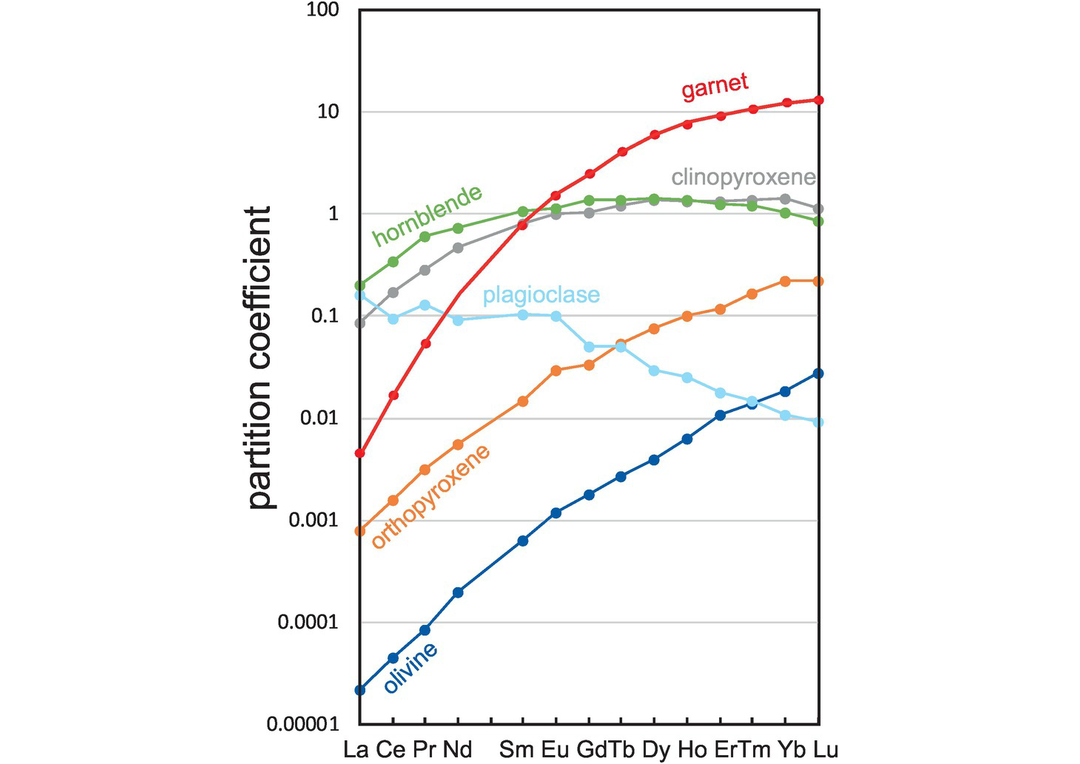 100
10
1
0.1
0.01
0.001
0.0001
0.00001
partition coefficient
garnet
clinopyroxene
hornblende
plagioclase
orthopyroxene
olivine
La Ce Pr Nd Sm Eu Gd Tb Dy Ho Er Tm Yb Lu